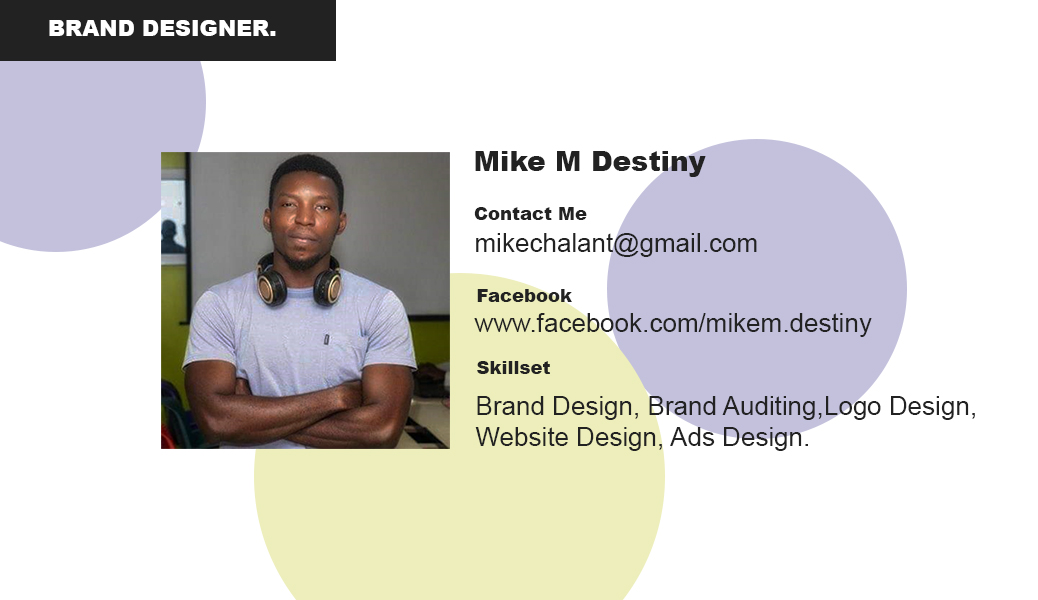 BRAND DESIGNER.
Mike M Destiny
Contact Me
mikechalant@gmail.com
Facebook
www.facebook.com/mikem.destiny
Skillset
Brand Design, Brand Auditing,Logo Design,
Website Design, Ads Design.